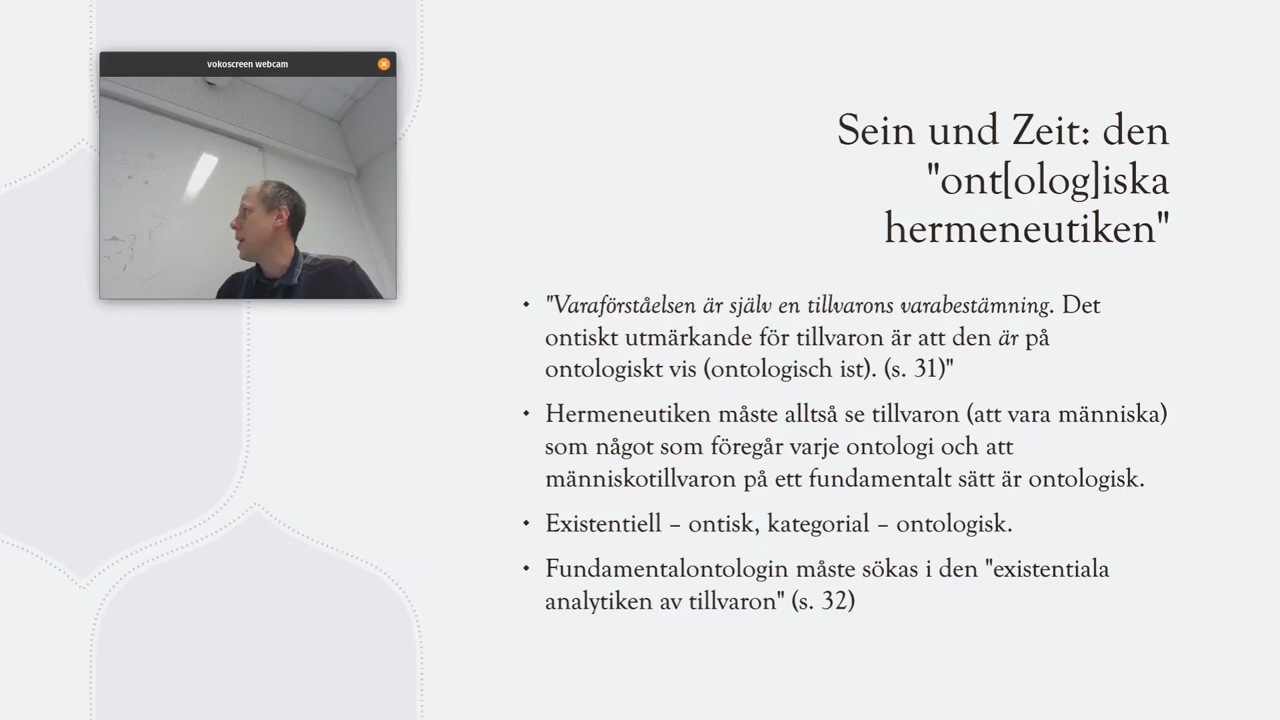 vokoscreen webcam
Sein und Zeit: den
"ont[olog]iska
hermeneutiken"
"Varaförståelsen är själv en tillvarons varabestämning. Det
ontiskt utmärkande för tillvaron är att den är på
ontologiskt vis (ontologisch ist). (s. 31)"
Hermeneutiken måste alltså se tillvaron (att vara människa)
som något som föregår varje ontologi och att
människotillvaron på ett fundamentalt sätt är ontologisk.
Existentiell – ontisk, kategorial – ontologisk.
Fundamentalontologin måste sökas i den "existentiala
analytiken av tillvaron" (s. 32)